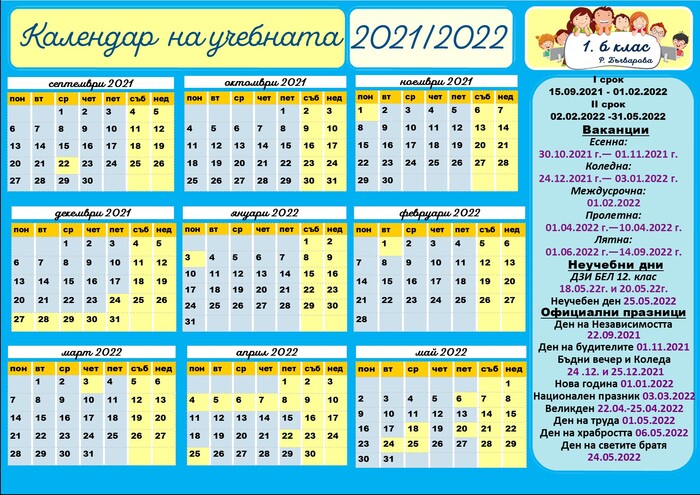 Календар на учебната 2021/2022
1. б клас
Р. Българова
септември 2021
пон вт ср чет пет съб нед
1 2 3 4 5
6 7 8 9 10 11 12
13 14 15 16 17 18 19
20 21 22 23 24 25 26
27 28 29 30
октомври 2021
пон вт ср чет пет съб нед
1 2 3
4 5 6 7 8 9 10
11 12 13 14 15 16 17
18 19 20 21 22 23 24
25 26 27 28 29 30 31
ноември 2021
пон вт ср чет пет съб нед
1 2 3 4 5 6 7
8 9 10 11 12 13 14
15 16 17 18 19 20 21
22 23 24 25 26 27 28
29 30
декември 2021
пон вт ср чет пет съб нед
1 2 3 4 5
6 7 8 9 10 11 12
13 14 15 16 17 18 19
20 21 22 23 24 25 26
27 28 29 30 31
януари 2022
пон вт ср чет пет съб нед
1 2
3 4 5 6 7 8 9
10 11 12 13 14 15 16
17 18 19 20 21 22 23
24 25 26 27 28 29 30
31
февруари 2022
пон вт ср чет пет съб нед
1 2 3 4 5 6
7 8 9 10 11 12 13
14 15 16 17 18 19 20
21 22 23 24 25 26 27
28
март 2022
пон вт ср чет пет съб нед
1 2 3 4 5 6
7 8 9 10 11 12 13
14 15 16 17 18 19 20
21 22 23 24 25 26 27
28 29 30 31
април 2022
пон вт ср чет пет съб нед
1 2 3
4 5 6 7 8 9 10
11 12 13 14 15 16 17
18 19 20 21 22 23 24
25 26 27 28 29 30
май 2022
пон вт ср чет пет съб нед
1
2 3 4 5 6 7 8
9 10 11 12 13 14 15
16 17 18 19 20 21 22
23 24 25 26 27 28 29
30 31
I срок
15.09.2021 - 01.02.2022
II срок
02.02.2022 -31.05.2022
Ваканции
Есенна:
30.10.2021 г.— 01.11.2021 г.
Коледна:
24.12.2021 г.— 03.01.2022 г.
Междусрочна:
01.02.2022
Пролетна:
01.04.2022 г.—10.04.2022 г.
Лятна:
01.06.2022 г.—14.09.2022 г.
Неучебни дни
ДЗИ БЕЛ 12. клас
18.05.22г. и 20.05.22г.
Неучебен ден 25.05.2022
Официални празници
Ден на Независимостта
22.09.2021
Ден на будителите 01.11.2021
Бъдни вечер и Коледа
24 .12. и 25.12.2021
Нова година 01.01.2022
Национален празник 03.03.2022
Великден 22.04.-25.04.2022
Ден на труда 01.05.2022
Ден на храбростта 06.05.2022
Ден на светите братя
24.05.2022